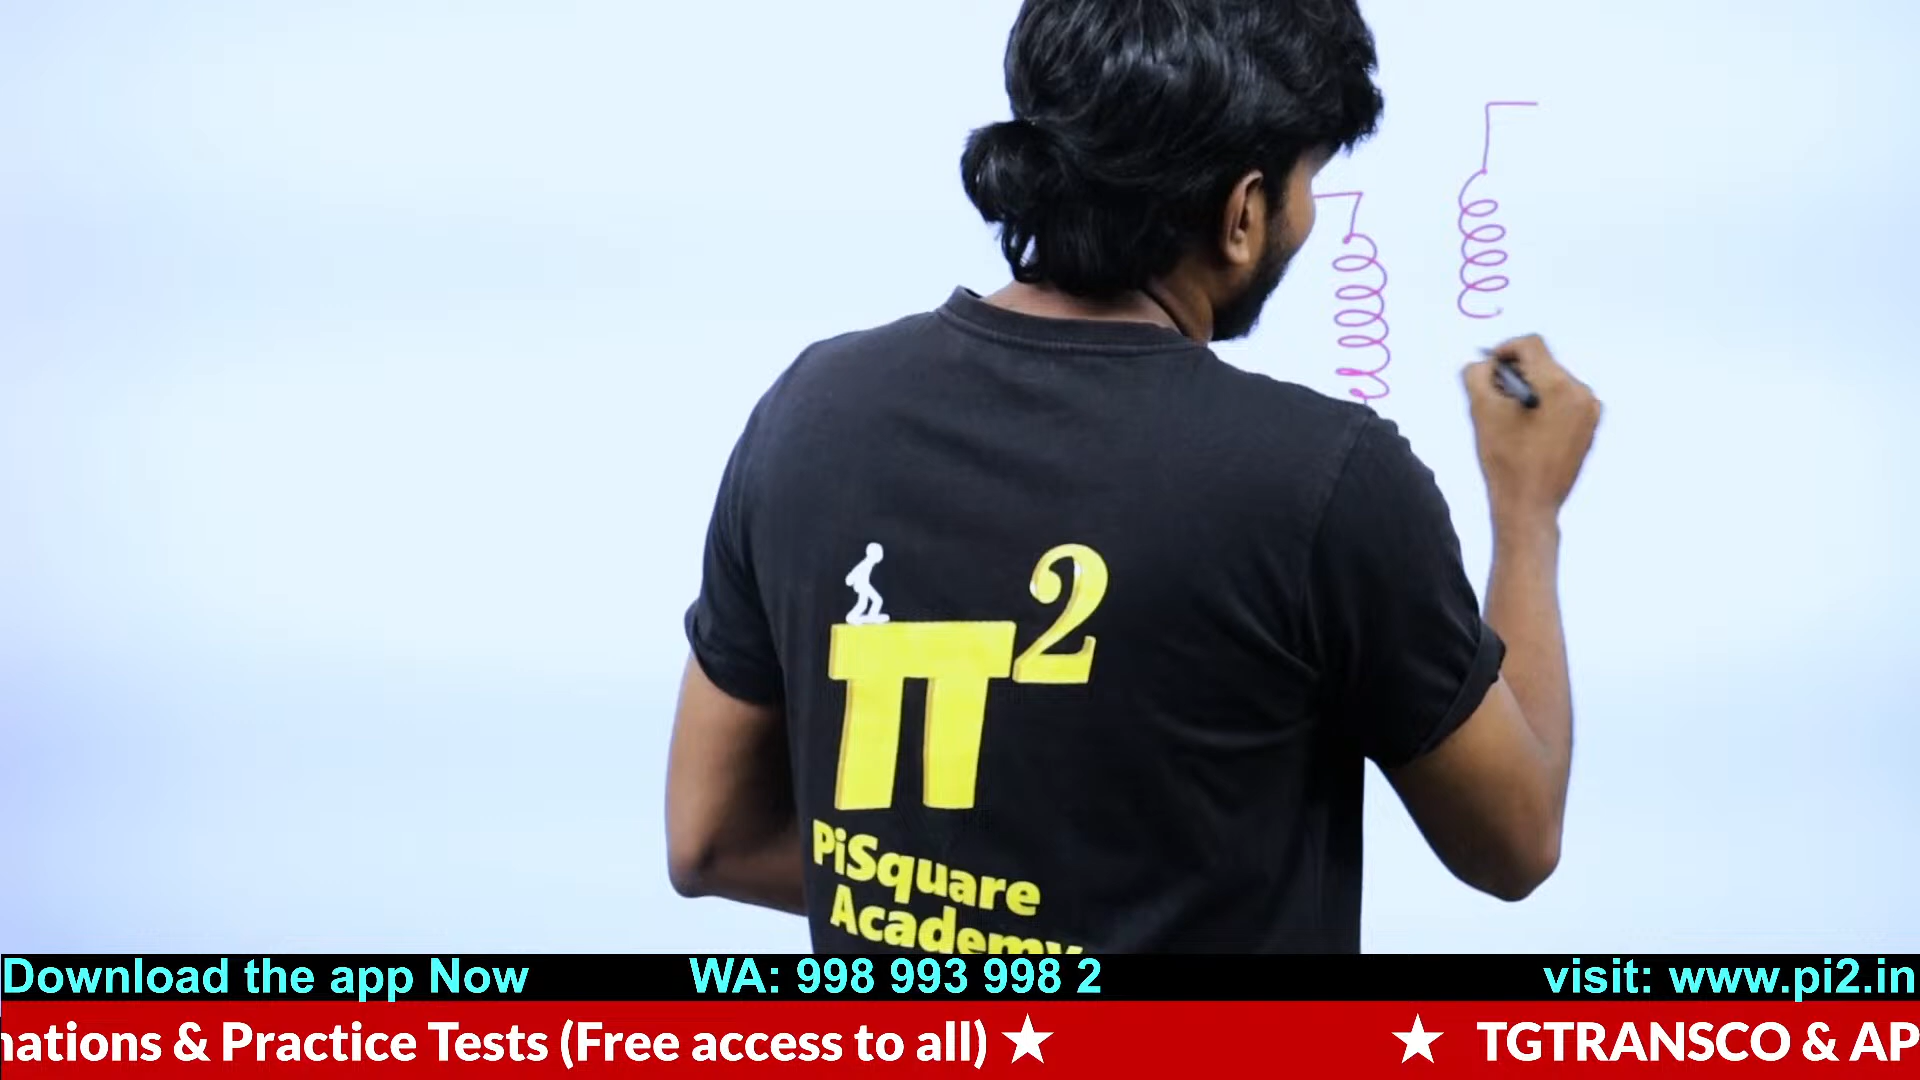 π²
PiSquare
Academy
Download the app Now WA: 998 993 998 2 visit: www.pi2.in
& Practice Tests (Free access to all) ★ ★ TGTRANSCO & AP